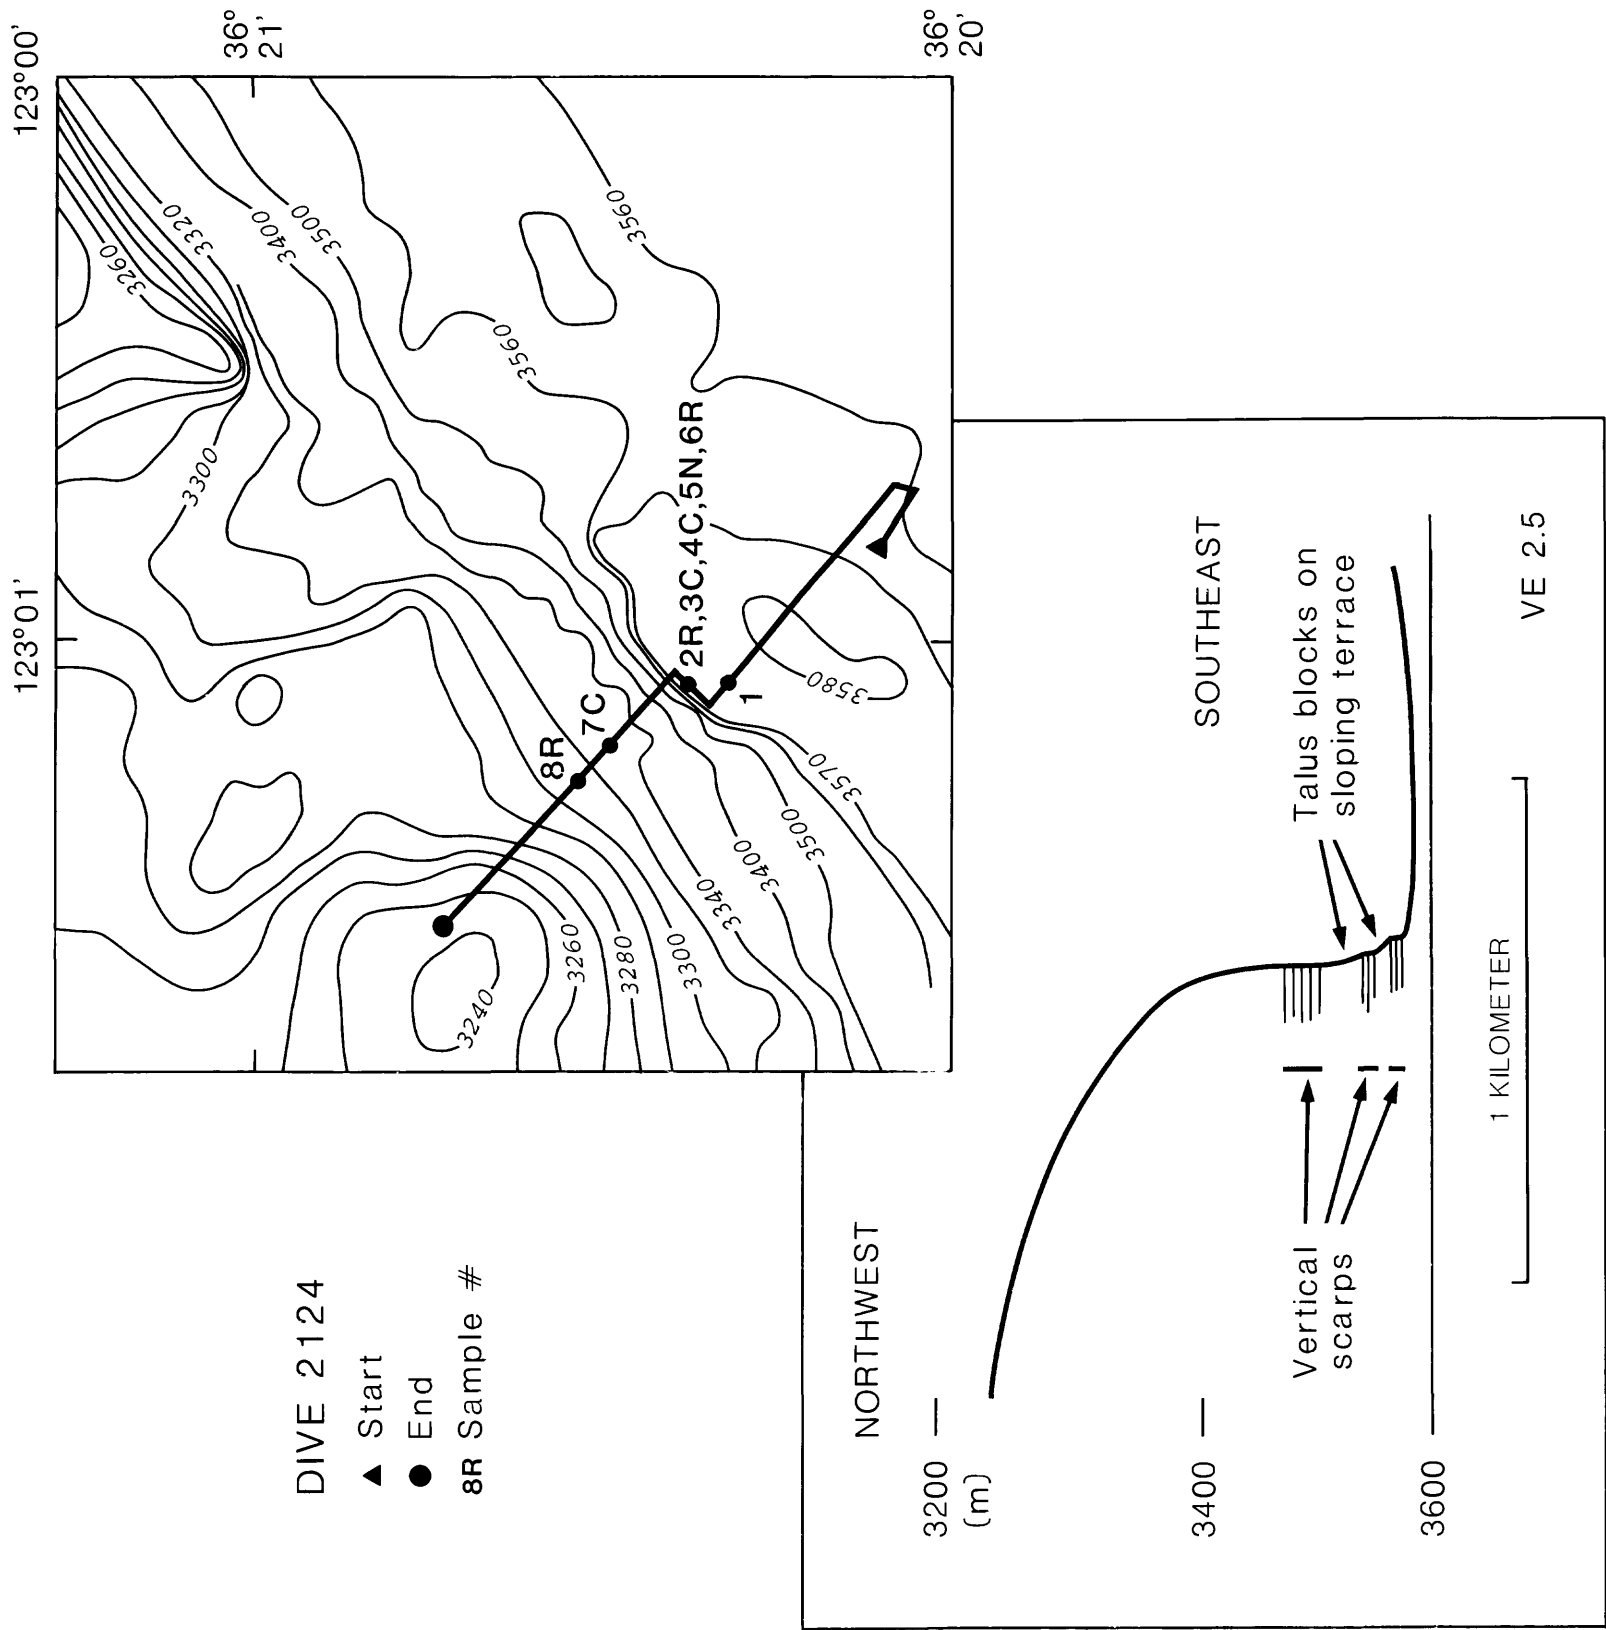 DIVE 2124
▲ Start
● End
8R Sample #
123°01'
123°00'
36°
21'
36°
20'
3260
3320
3400
3500
3560
3560
3300
2R,3C,4C,5N,6R
1
7C
8R
3580
3570
3500
3400
3340
3300
3280
3260
3240
NORTHWEST
SOUTHEAST
3200
(m)
3400
3600
Vertical
scarps
Talus blocks on
sloping terrace
1 KILOMETER
VE 2.5